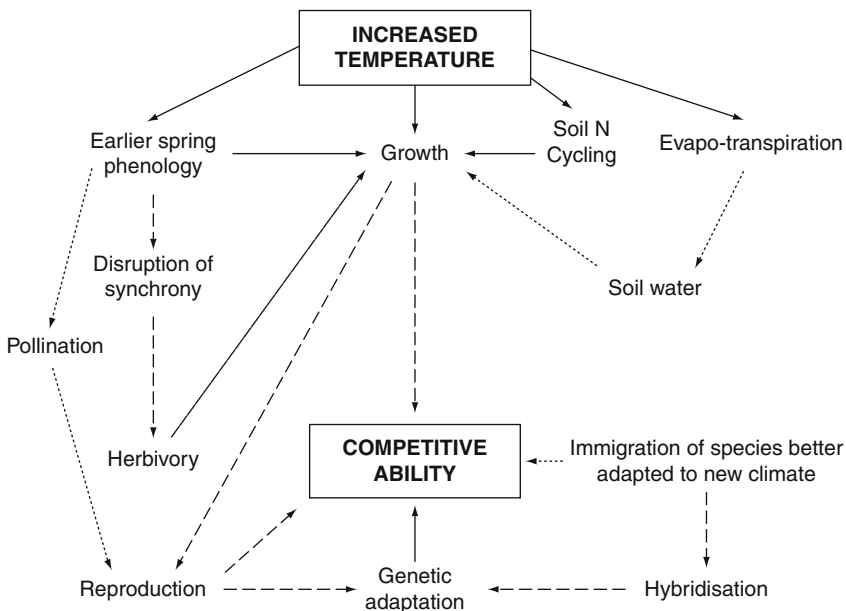 INCREASED
TEMPERATURE
Earlier spring
phenology
Growth
Soil N
Cycling
Evapo-transpiration
Disruption of
synchrony
Soil water
Pollination
Herbivory
COMPETITIVE
ABILITY
Immigration of species better
adapted to new climate
Reproduction
Genetic
adaptation
Hybridisation